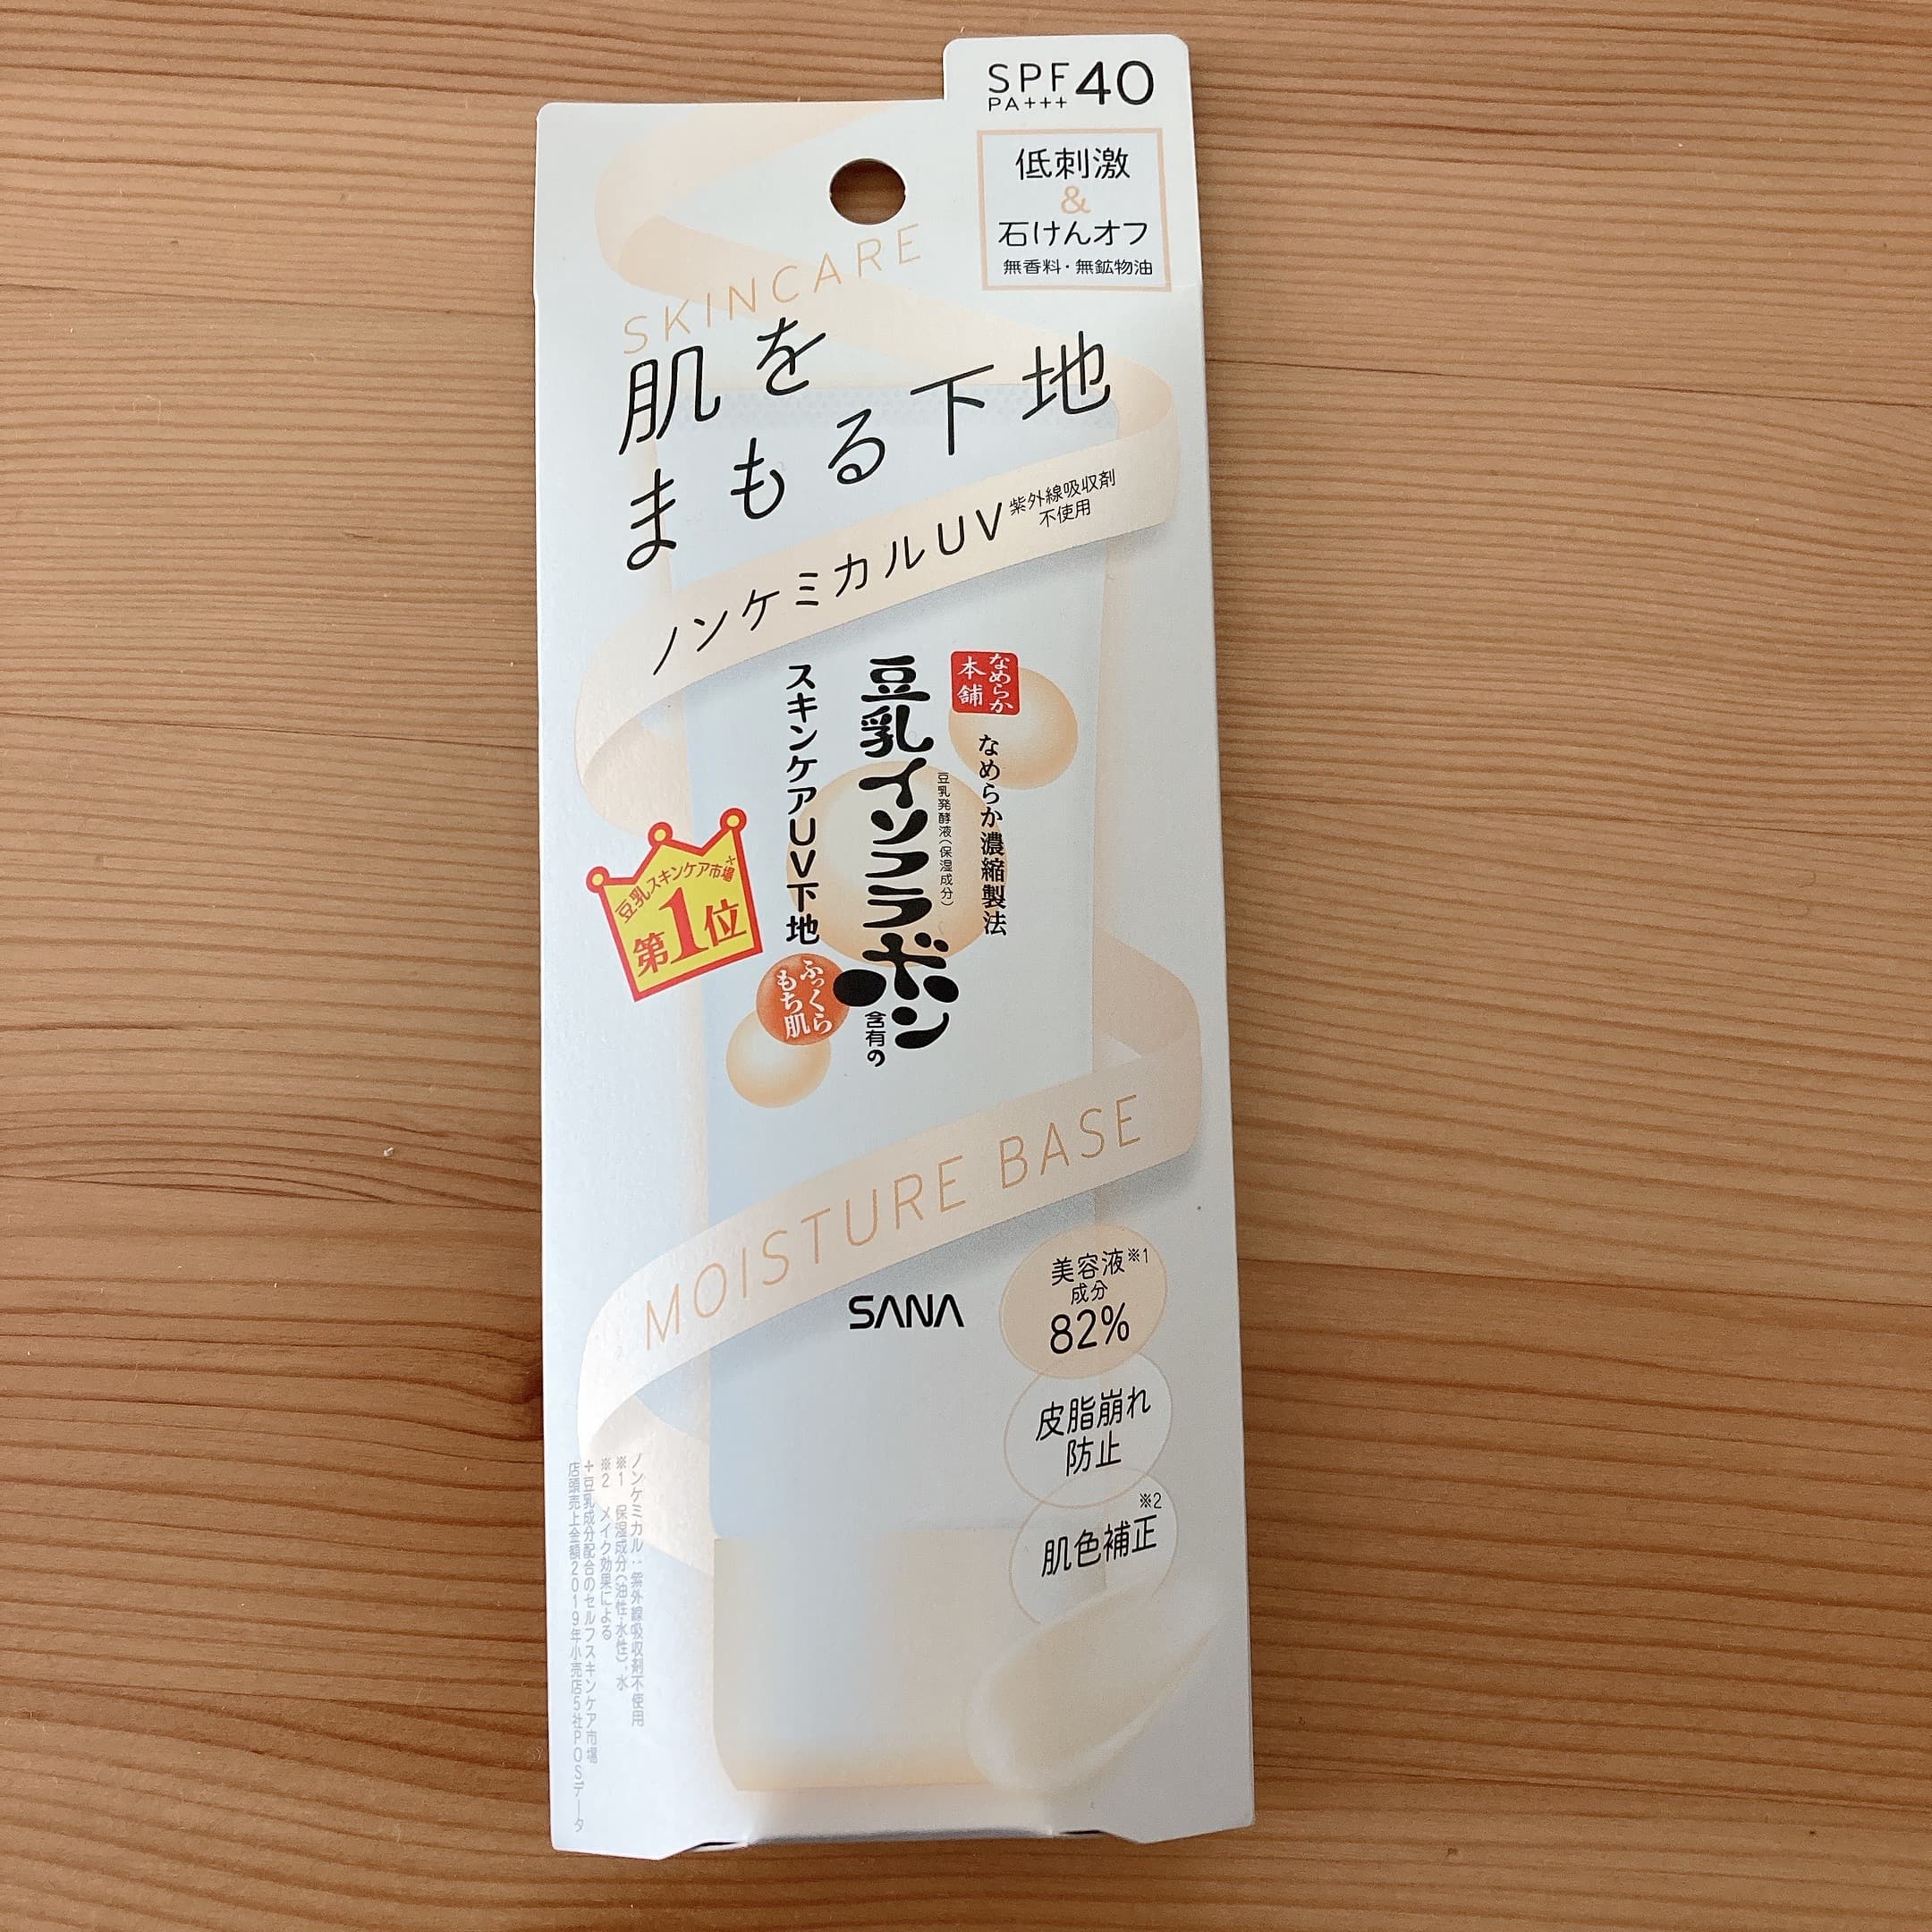 SPF40
PA+++
低刺激
&
石けんオフ
無香料・無鉱物油
SKINCARE
肌を
まもる下地
ノンケミカルUV
紫外線吸収剤
不使用
なめらか
本舗
なめらか濃縮製法
豆乳発酵液(保湿成分)
豆乳イソフラボン
含有の
スキンケアUV下地
ふっくら
もち肌
豆乳スキンケア市場+
第1位
MOISTURE BASE
SANA
美容液※1
成分
82%
皮脂崩れ
防止
※2
肌色補正
ノンケミカル:紫外線吸収剤不使用
※1 保湿成分(油性・水性)、水
※2 メイク効果による
+豆乳成分配合のセルフスキンケア市場
店頭売上金額2019年小売店5社POSデータ